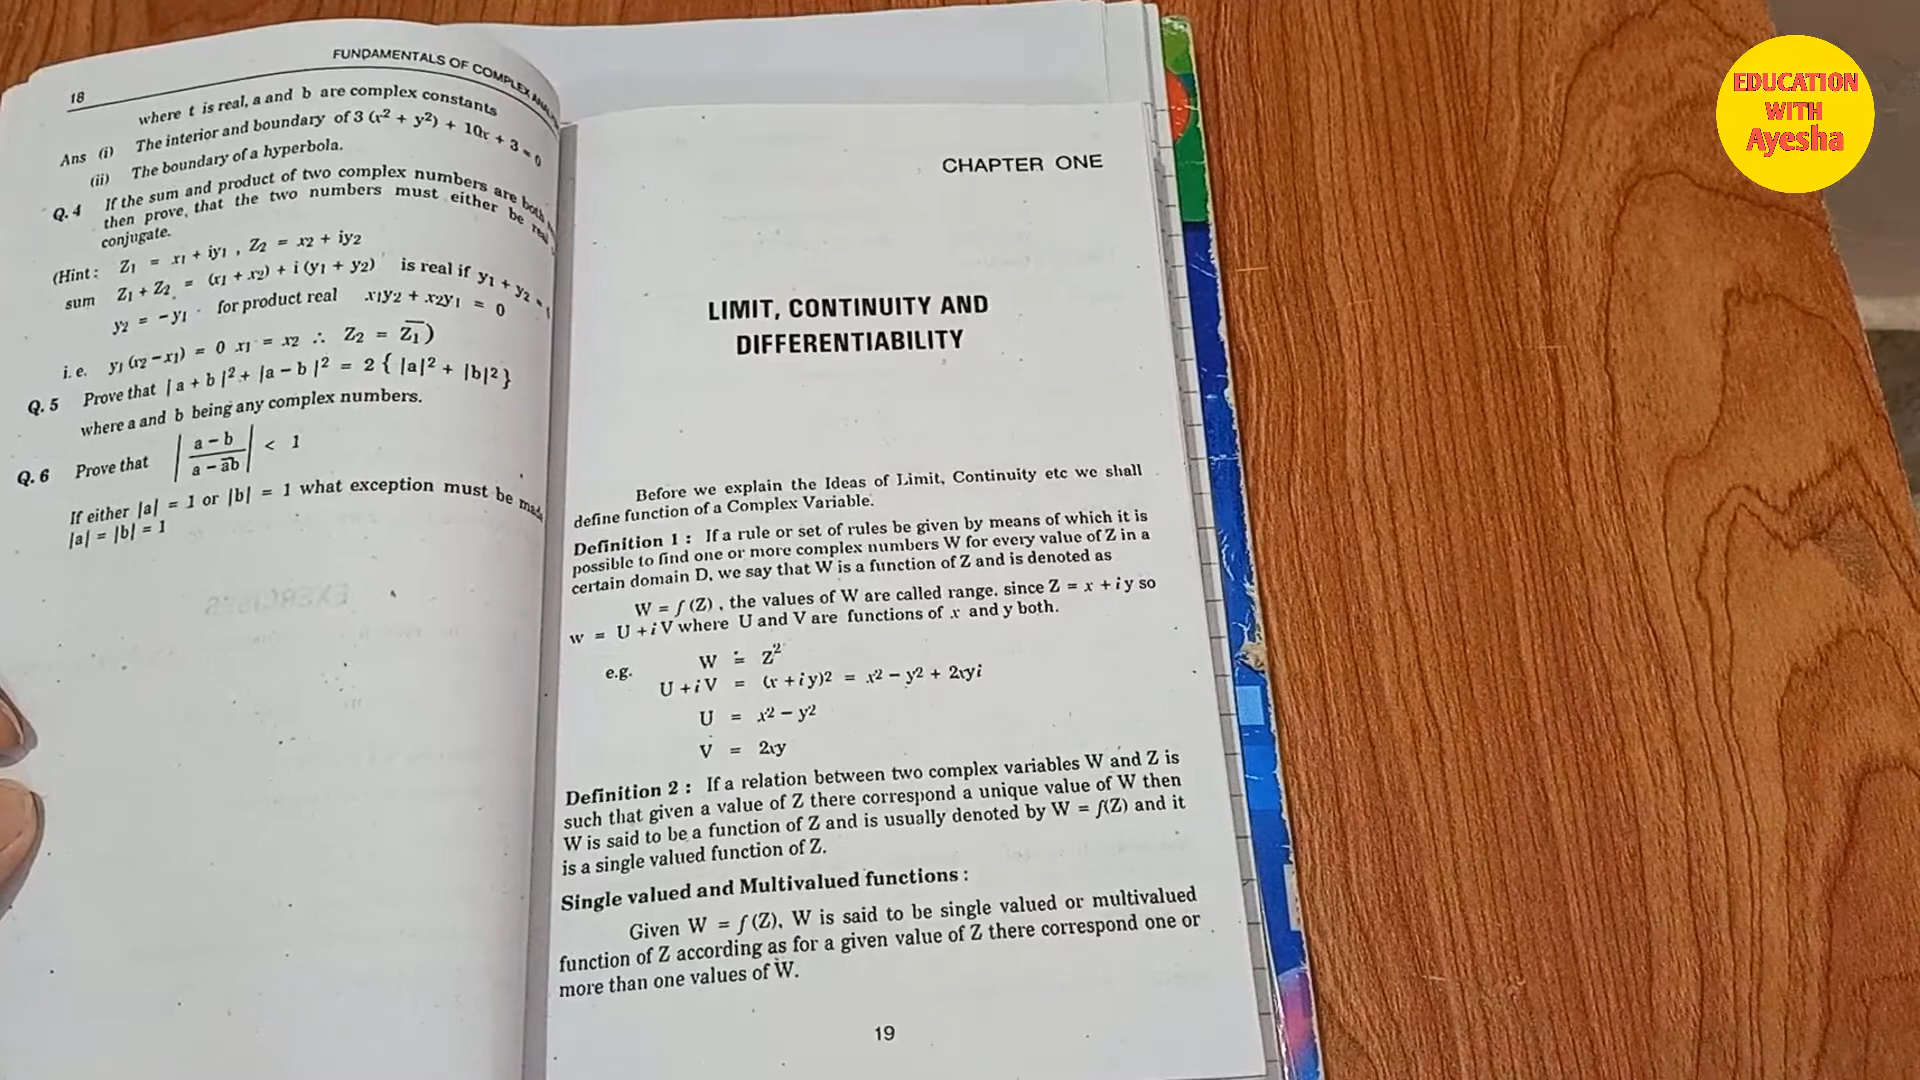 18
FUNDAMENTALS OF COMPLEX
where t is real, a and b are complex constants
Ans (i) The interior and boundary of 3 (x² + y²) + 10x + 3 = 0
(ii) The boundary of a hyperbola.
Q. 4 If the sum and product of two complex numbers are both
then prove, that the two numbers must either be real
conjugate.
(Hint : Z₁ = x₁ + iy₁ , Z₂ = x₂ + iy₂
sum Z₁ + Z₂ = (x₁ + x₂) + i (y₁ + y₂) is real if y₁ + y₂ =
y₂ = − y₁ for product real x₁y₂ + x₂y₁ = 0
i. e. y₁ (x₂ − x₁) = 0 x₁ = x₂ ∴ Z₂ = Z̅₁ )
Q. 5 Prove that | a + b |² + |a − b |² = 2 { |a|² + |b|² }
where a and b being any complex numbers.
Q. 6 Prove that | (a − b) / (a − a̅b) | < 1
If either |a| = 1 or |b| = 1 what exception must be made
|a| = |b| = 1
CHAPTER ONE
LIMIT, CONTINUITY AND
DIFFERENTIABILITY
Before we explain the Ideas of Limit, Continuity etc we shall
define function of a Complex Variable.
Definition 1 : If a rule or set of rules be given by means of which it is
possible to find one or more complex numbers W for every value of Z in a
certain domain D, we say that W is a function of Z and is denoted as
W = f (Z) , the values of W are called range. since Z = x + i y so
w = U + i V where U and V are functions of x and y both.
e.g. W = Z²
U + i V = (x + i y)2 = x2 − y2 + 2xyi
U = x2 − y2
V = 2xy
Definition 2 : If a relation between two complex variables W and Z is
such that given a value of Z there correspond a unique value of W then
W is said to be a function of Z and is usually denoted by W = f(Z) and it
is a single valued function of Z.
Single valued and Multivalued functions :
Given W = f (Z), W is said to be single valued or multivalued
function of Z according as for a given value of Z there correspond one or
more than one values of W.
19
EDUCATION
WITH
Ayesha